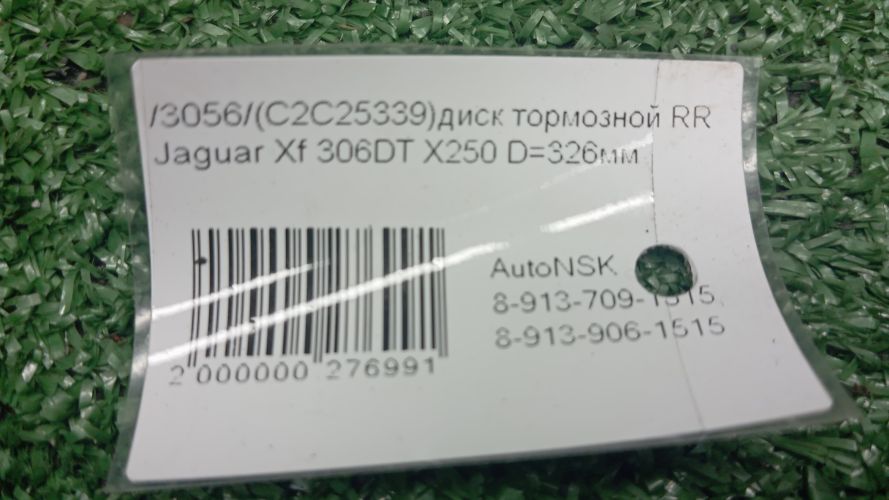 /3056/(C2C25339)диск тормозной RR
Jaguar Xf 306DT X250 D=326мм
AutoNSK
8-913-709-1515
8-913-906-1515
2 000000 276991